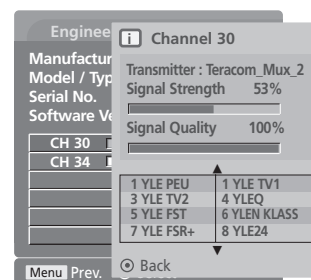 Enginee
Manufactur
Model / Typ
Serial No.
Software Ve
CH 30
CH 34
i Channel 30
Transmitter : Teracom_Mux_2
Signal Strength 53%
Signal Quality 100%
1 YLE PEU 1 YLE TV1
3 YLE TV2 4 YLEQ
5 YLE FST 6 YLEN KLASS
7 YLE FSR+ 8 YLE24
Back
Menu Prev.